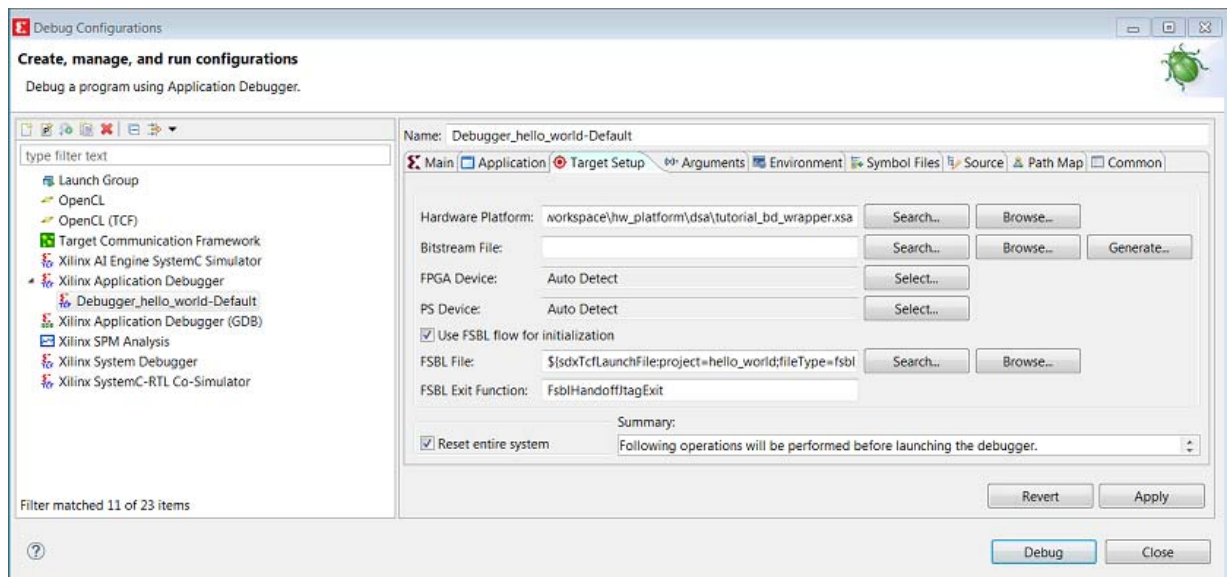 Debug Configurations
Create, manage, and run configurations
Debug a program using Application Debugger.
type filter text
Launch Group
OpenCL
OpenCL (TCF)
Target Communication Framework
Xilinx AI Engine SystemC Simulator
Xilinx Application Debugger
Debugger_hello_world-Default
Xilinx Application Debugger (GDB)
Xilinx SPM Analysis
Xilinx System Debugger
Xilinx SystemC-RTL Co-Simulator
Filter matched 11 of 23 items
Name: Debugger_hello_world-Default
Main Application Target Setup Arguments Environment Symbol Files Source Path Map Common
Hardware Platform: workspace\hw_platform\dsa\tutorial_bd_wrapper.xsa Search... Browse...
Bitstream File: Search... Browse... Generate...
FPGA Device: Auto Detect Select...
PS Device: Auto Detect Select...
Use FSBL flow for initialization
FSBL File: ${sdxTcfLaunchFile:project=hello_world;fileType=fsbl Search... Browse...
FSBL Exit Function: FsblHandoffJtagExit
Summary:
Reset entire system Following operations will be performed before launching the debugger.
Revert Apply
Debug Close